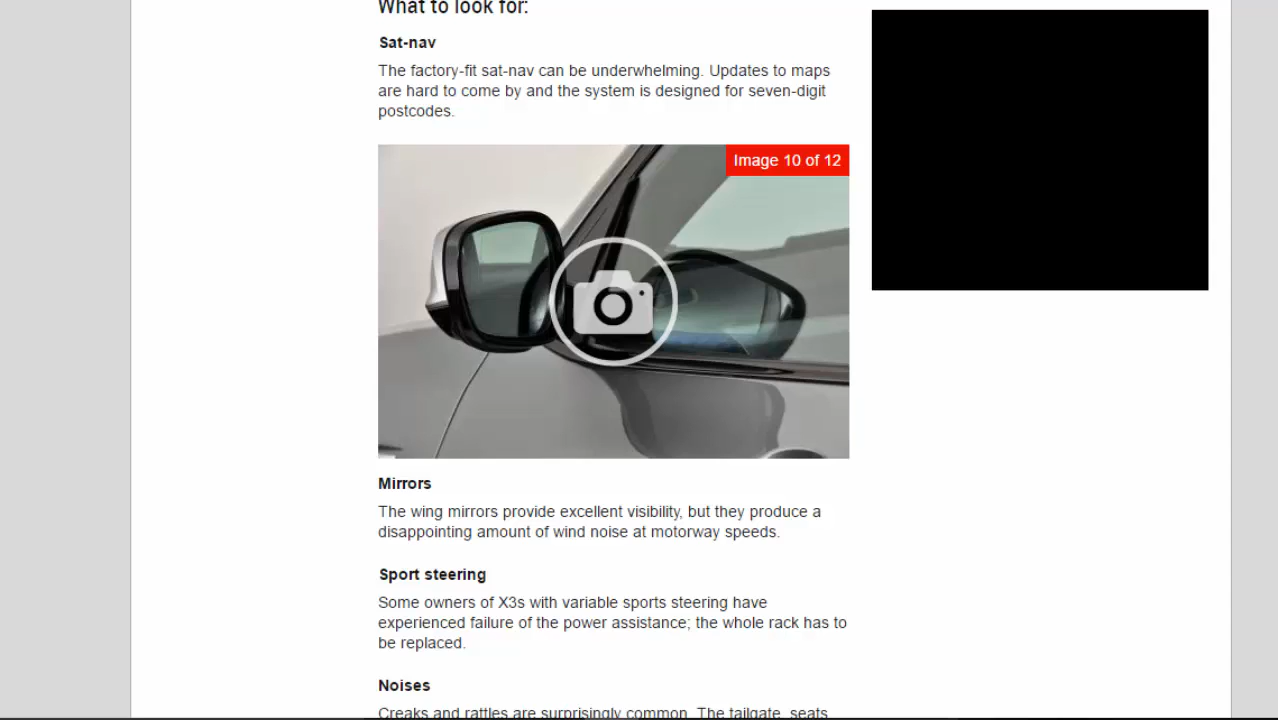 What to look for:
Sat-nav
The factory-fit sat-nav can be underwhelming. Updates to maps
are hard to come by and the system is designed for seven-digit
postcodes.
Image 10 of 12
Mirrors
The wing mirrors provide excellent visibility, but they produce a
disappointing amount of wind noise at motorway speeds.
Sport steering
Some owners of X3s with variable sports steering have
experienced failure of the power assistance; the whole rack has to
be replaced.
Noises
Creaks and rattles are surprisingly common. The tailgate, seats